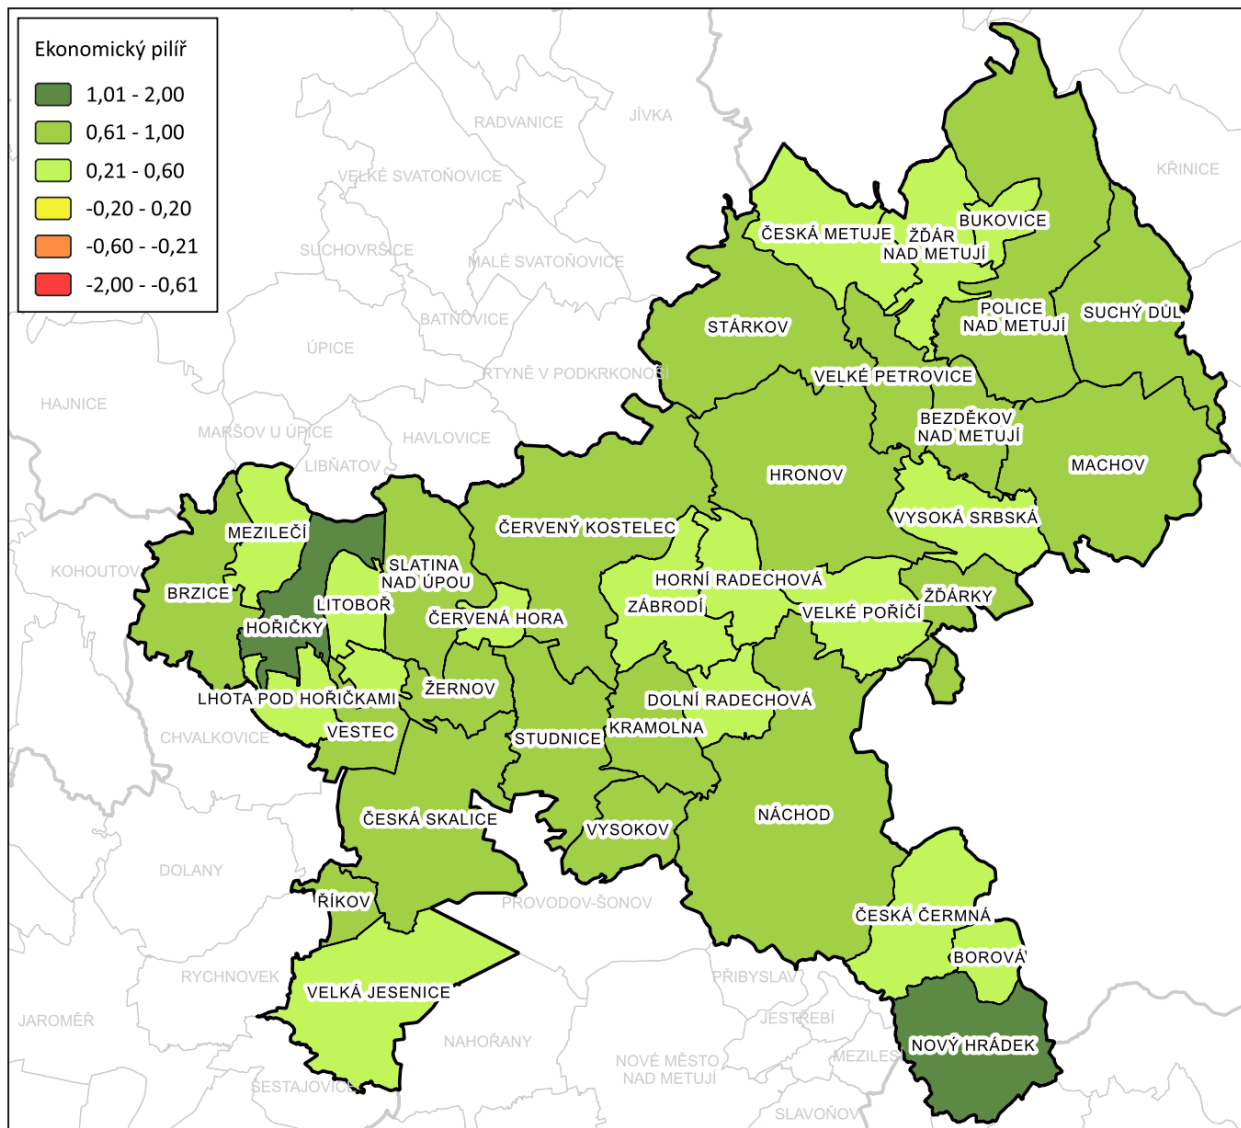 Ekonomický pilíř
1,01 - 2,00
0,61 - 1,00
0,21 - 0,60
-0,20 - 0,20
-0,60 - -0,21
-2,00 - -0,61
RADVANICE
JÍVKA
KŘINICE
VELKÉ SVATOŇOVICE
BUKOVICE
ČESKÁ METUJE
ŽĎÁR
NAD METUJÍ
SUCHOVRŠICE
MALÉ SVATOŇOVICE
POLICE
NAD METUJÍ
SUCHÝ DŮL
BATŇOVICE
STÁRKOV
ÚPICE
RTYNĚ V PODKRKONOŠÍ
VELKÉ PETROVICE
HAJNICE
BEZDĚKOV
NAD METUJÍ
MARŠOV U ÚPICE
HAVLOVICE
LIBŇATOV
HRONOV
MACHOV
VYSOKÁ SRBSKÁ
ČERVENÝ KOSTELEC
MEZILEČÍ
KOHOUTOV
SLATINA
NAD ÚPOU
HORNÍ RADECHOVÁ
BRZICE
LITOBOŘ
ZÁBRODÍ
VELKÉ POŘÍČÍ
ŽĎÁRKY
ČERVENÁ HORA
HOŘIČKY
LHOTA POD HOŘIČKAMI
ŽERNOV
DOLNÍ RADECHOVÁ
CHVALKOVICE
VESTEC
STUDNICE
KRAMOLNA
ČESKÁ SKALICE
VYSOKOV
NÁCHOD
DOLANY
ŘÍKOV
PROVODOV-ŠONOV
ČESKÁ ČERMNÁ
BOROVÁ
RYCHNOVEK
VELKÁ JESENICE
PŘIBYSLAV
JAROMĚŘ
NAHOŘANY
JESTŘEBÍ
NOVÝ HRÁDEK
MEZILES
NOVÉ MĚSTO
NAD METUJÍ
ŠESTAJOVICE
SLAVOŇOV